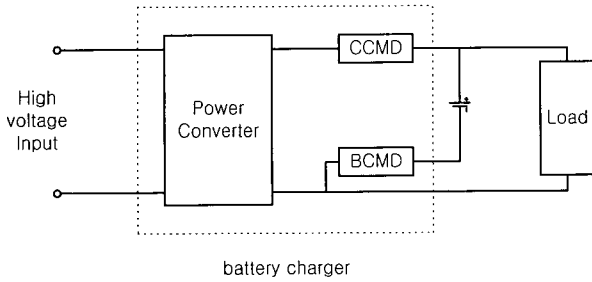 High
voltage
Input
Power
Converter
CCMD
BCMD
Load
battery charger